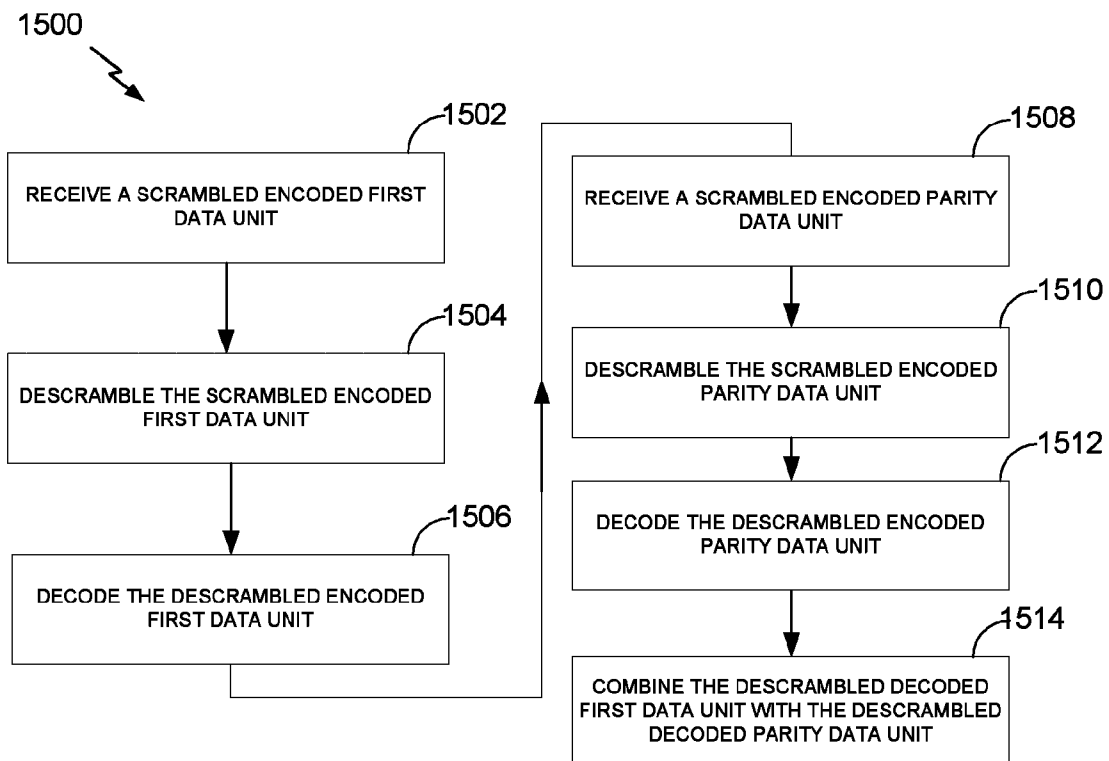 1500
1502
RECEIVE A SCRAMBLED ENCODED FIRST
DATA UNIT
1504
DESCRAMBLE THE SCRAMBLED ENCODED
FIRST DATA UNIT
1506
DECODE THE DESCRAMBLED ENCODED
FIRST DATA UNIT
1508
RECEIVE A SCRAMBLED ENCODED PARITY
DATA UNIT
1510
DESCRAMBLE THE SCRAMBLED ENCODED
PARITY DATA UNIT
1512
DECODE THE DESCRAMBLED ENCODED
PARITY DATA UNIT
1514
COMBINE THE DESCRAMBLED DECODED
FIRST DATA UNIT WITH THE DESCRAMBLED
DECODED PARITY DATA UNIT